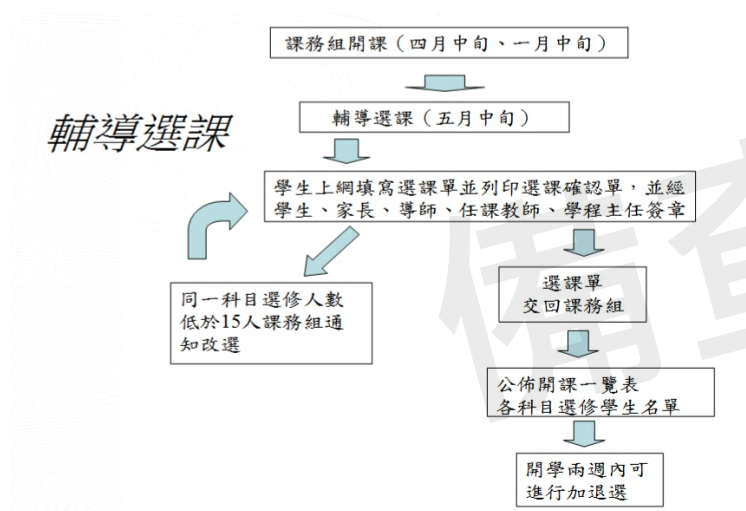 課務組開課（四月中旬、一月中旬）
輔導選課
輔導選課（五月中旬）
學生上網填寫選課單並列印選課確認單，並經
學生、家長、導師、任課教師、學程主任簽章
同一科目選修人數
低於15人課務組通
知改選
選課單
交回課務組
公佈開課一覽表
各科目選修學生名單
開學兩週內可
進行加退選
備查